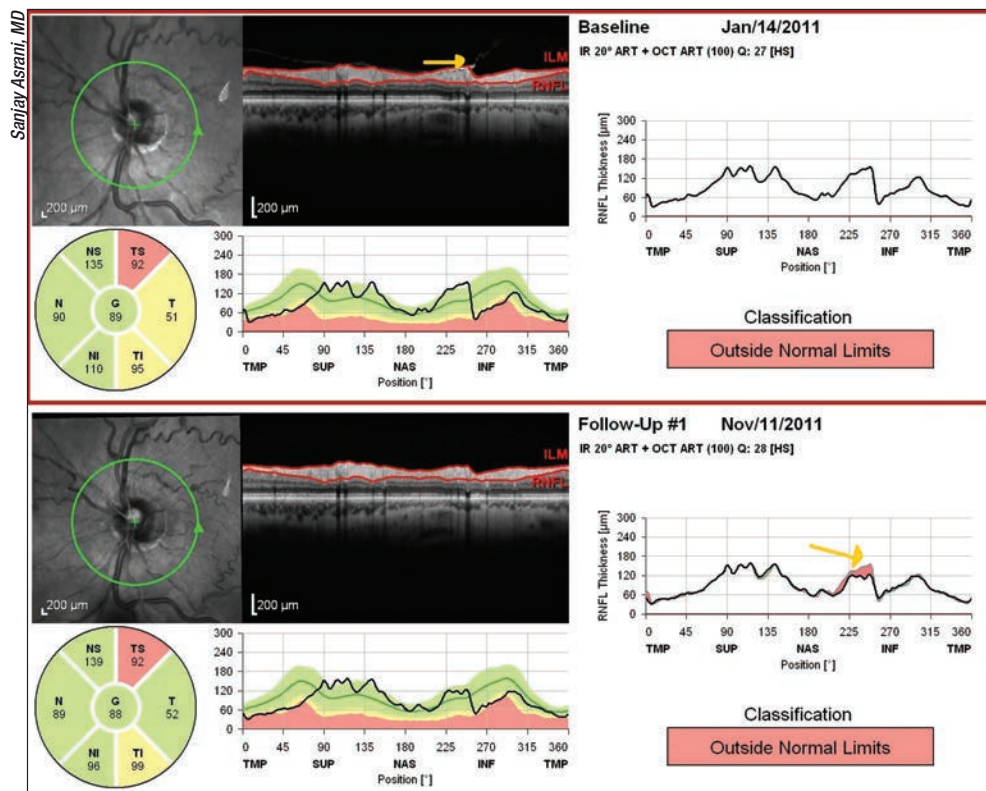 Sanjay Asrani, MD
Baseline Jan/14/2011
IR 20° ART + OCT ART (100) Q: 27 [HS]
ILM
RNFL
200 µm
200 µm
RNFL Thickness [µm]
300
240
180
120
60
0
0 45 90 135 180 225 270 315 360
TMP SUP NAS INF TMP
Position [°]
NS 135
TS 92
N 90
G 89
T 51
NI 110
TI 95
300
240
180
120
60
0
0 45 90 135 180 225 270 315 360
TMP SUP NAS INF TMP
Position [°]
Classification
Outside Normal Limits
Follow-Up #1 Nov/11/2011
IR 20° ART + OCT ART (100) Q: 28 [HS]
ILM
RNFL
200 µm
200 µm
RNFL Thickness [µm]
300
240
180
120
60
0
0 45 90 135 180 225 270 315 360
TMP SUP NAS INF TMP
Position [°]
NS 139
TS 92
N 89
G 88
T 52
NI 96
TI 99
300
240
180
120
60
0
0 45 90 135 180 225 270 315 360
TMP SUP NAS INF TMP
Position [°]
Classification
Outside Normal Limits